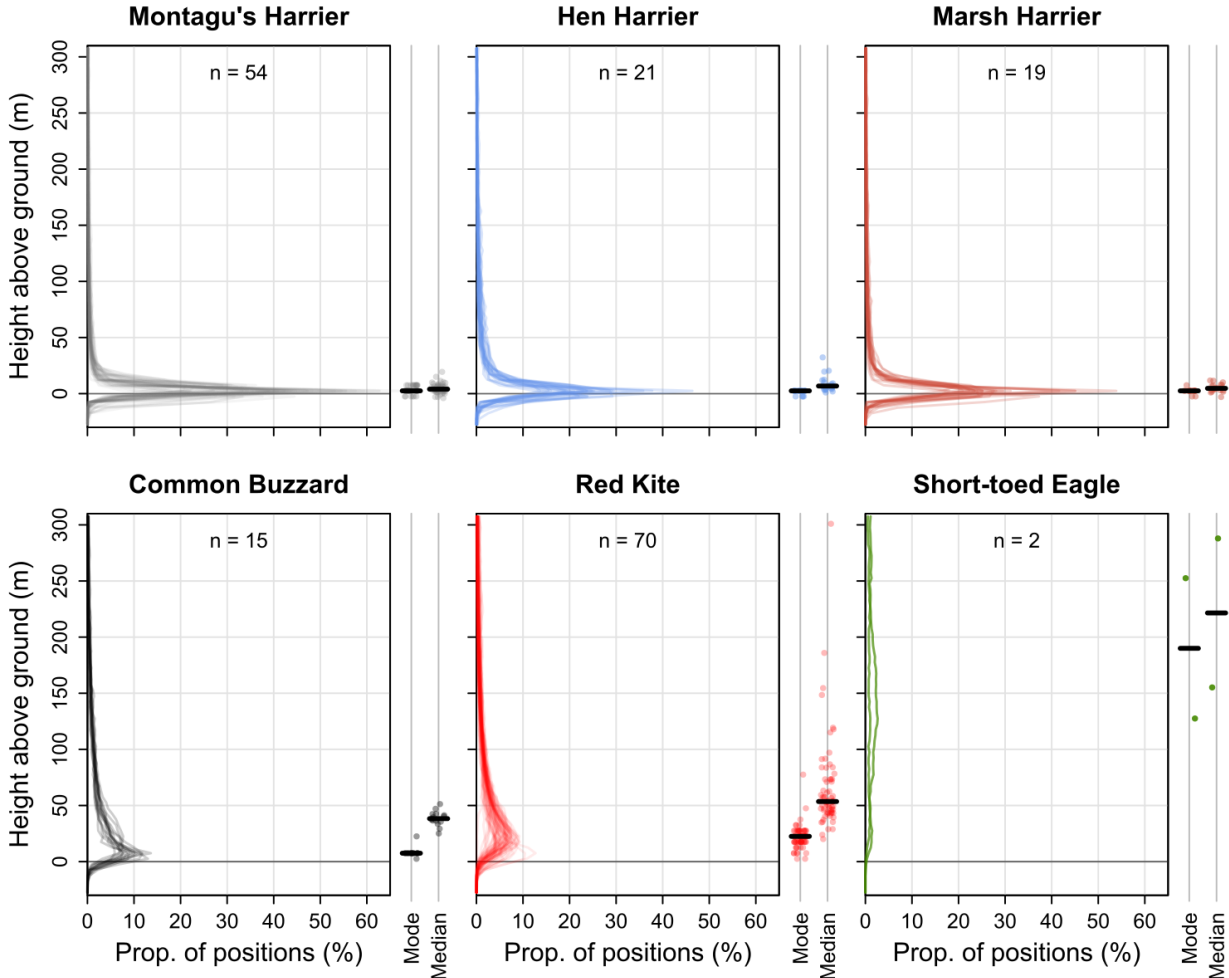 Montagu's Harrier
Hen Harrier
Marsh Harrier
n = 54
n = 21
n = 19
Height above ground (m)
300
250
200
150
100
50
0
Common Buzzard
Red Kite
Short-toed Eagle
n = 15
n = 70
n = 2
Height above ground (m)
300
250
200
150
100
50
0
0 10 20 30 40 50 60
Mode
Median
0 10 20 30 40 50 60
Mode
Median
0 10 20 30 40 50 60
Mode
Median
Prop. of positions (%)
Prop. of positions (%)
Prop. of positions (%)